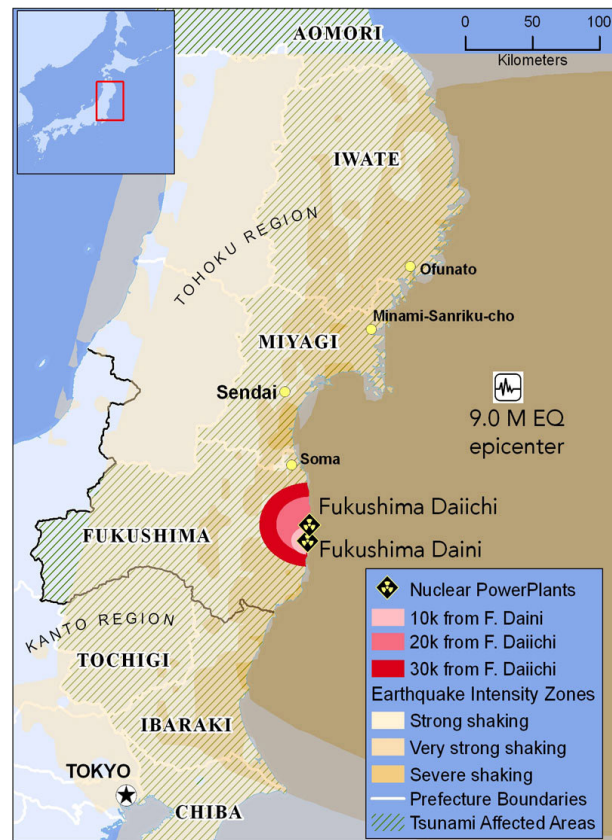 AOMORI
0 50 100
Kilometers
IWATE
TOHOKU REGION
Ofunato
Minami-Sanriku-cho
MIYAGI
Sendai
9.0 M EQ
epicenter
Soma
Fukushima Daiichi
FUKUSHIMA
Fukushima Daini
KANTO REGION
TOCHIGI
IBARAKI
TOKYO
CHIBA
Nuclear PowerPlants
10k from F. Daini
20k from F. Daiichi
30k from F. Daiichi
Earthquake Intensity Zones
Strong shaking
Very strong shaking
Severe shaking
Prefecture Boundaries
Tsunami Affected Areas